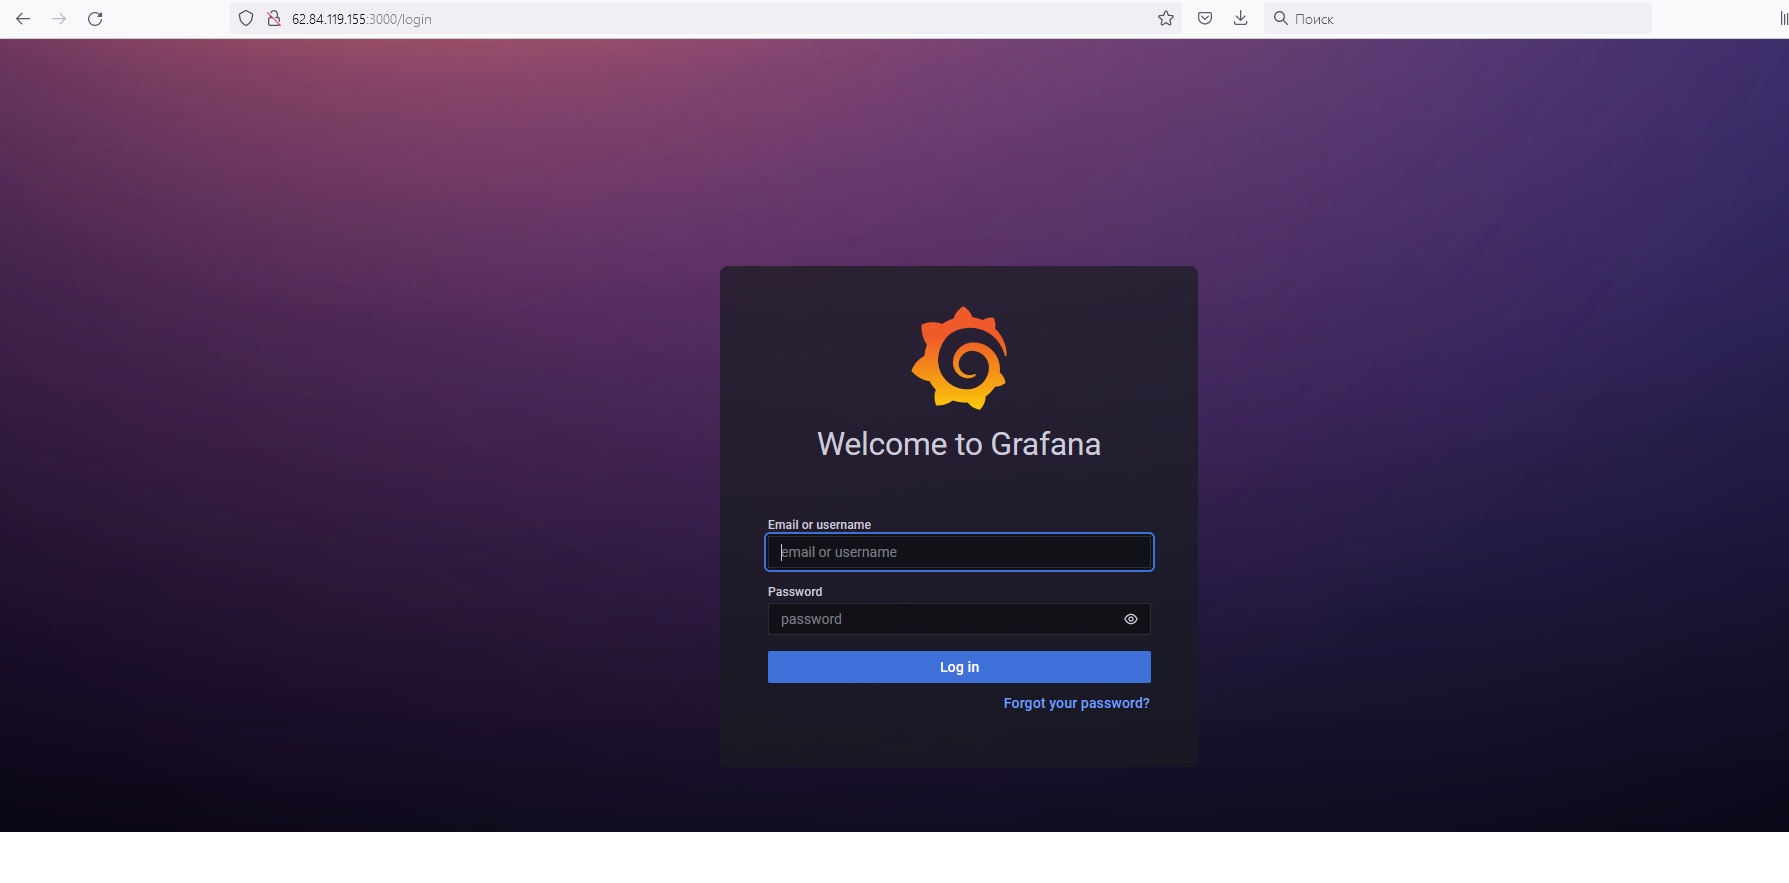 62.84.119.155:3000/login
Поиск
Welcome to Grafana
Email or username
email or username
Password
password
Log in
Forgot your password?